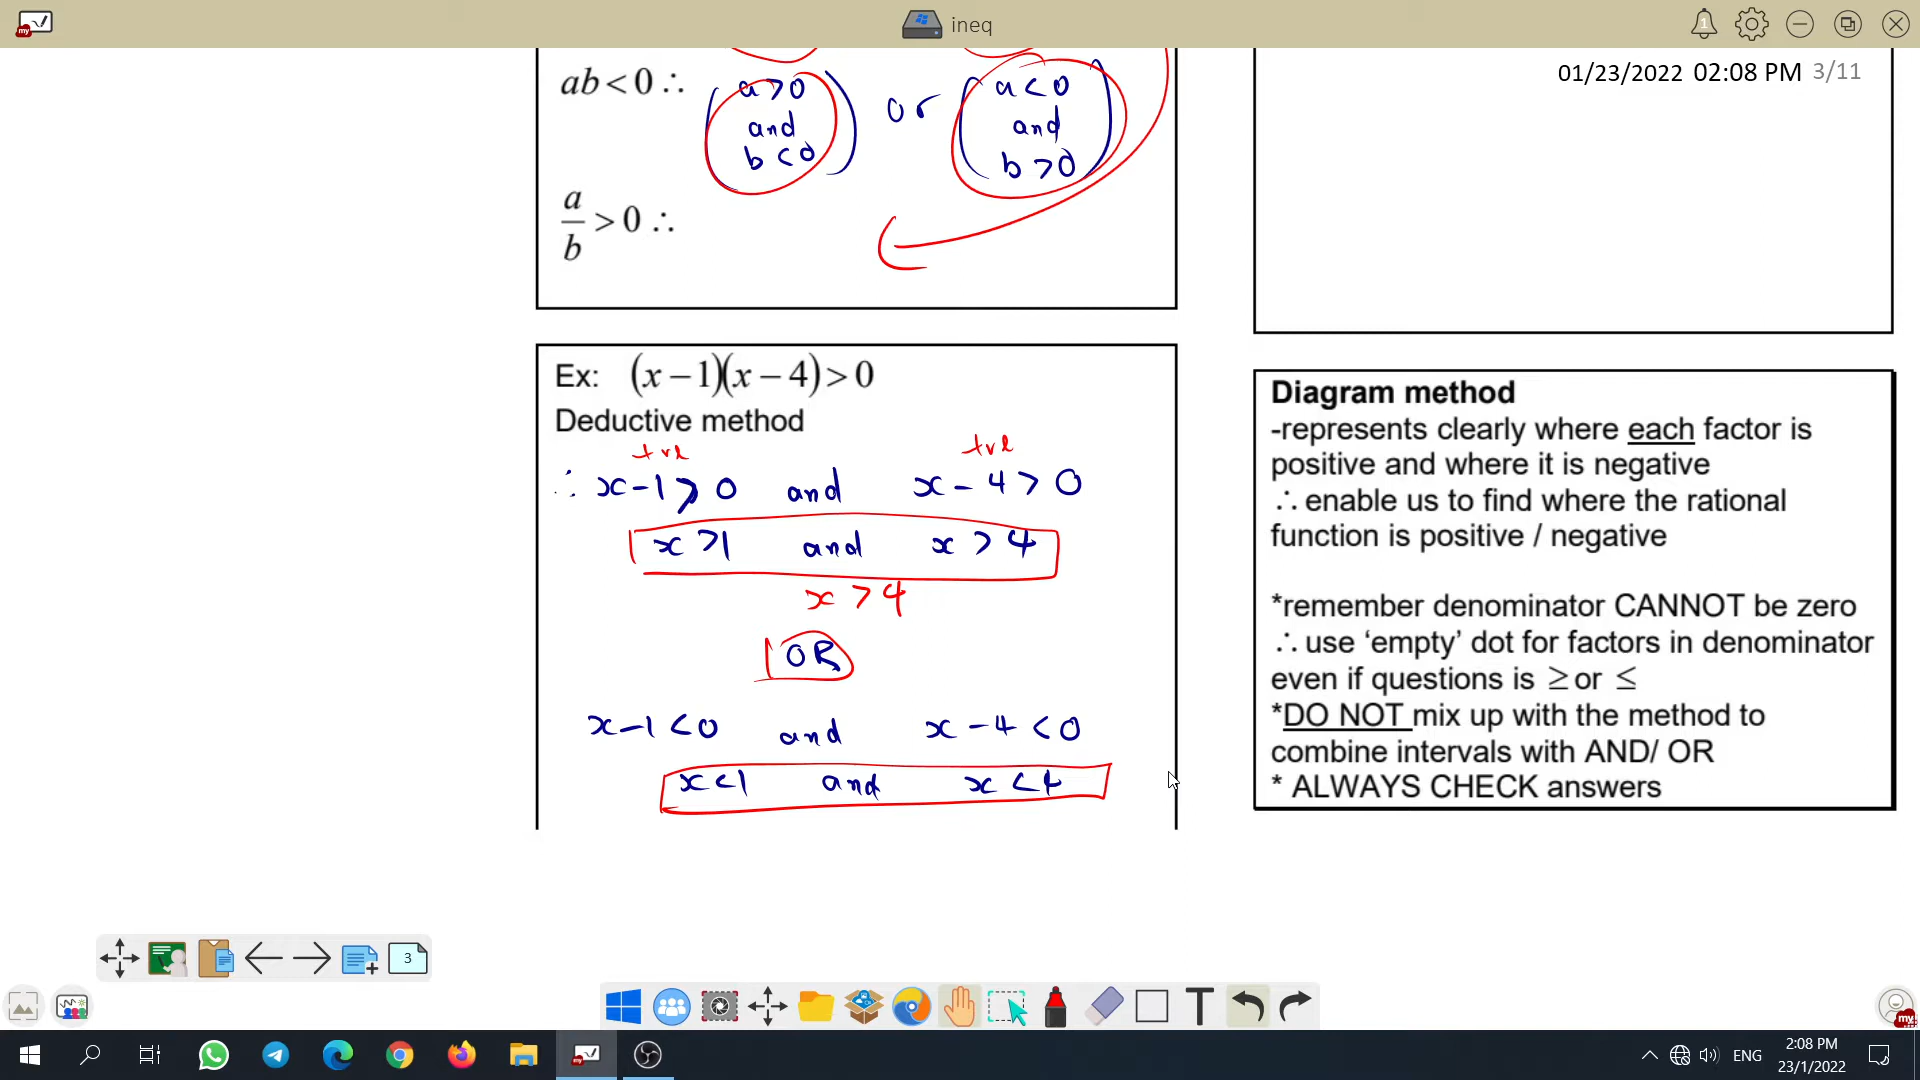 ineq
01/23/2022 02:08 PM 3/11
ab<0 ∴ ( a>0 and b<0 ) or ( a<0 and b>0 )
a/b >0 ∴
Ex: (x−1)(x−4)>0
Deductive method
+ve +ve
∴ x-1>0 and x-4>0
x>1 and x>4
x>4
OR
x-1<0 and x-4<0
x<1 and x<4
Diagram method
-represents clearly where each factor is
positive and where it is negative
∴ enable us to find where the rational
function is positive / negative
*remember denominator CANNOT be zero
∴ use ‘empty’ dot for factors in denominator
even if questions is ≥ or ≤
*DO NOT mix up with the method to
combine intervals with AND/ OR
* ALWAYS CHECK answers
3
T
ENG
2:08 PM
23/1/2022
my
1